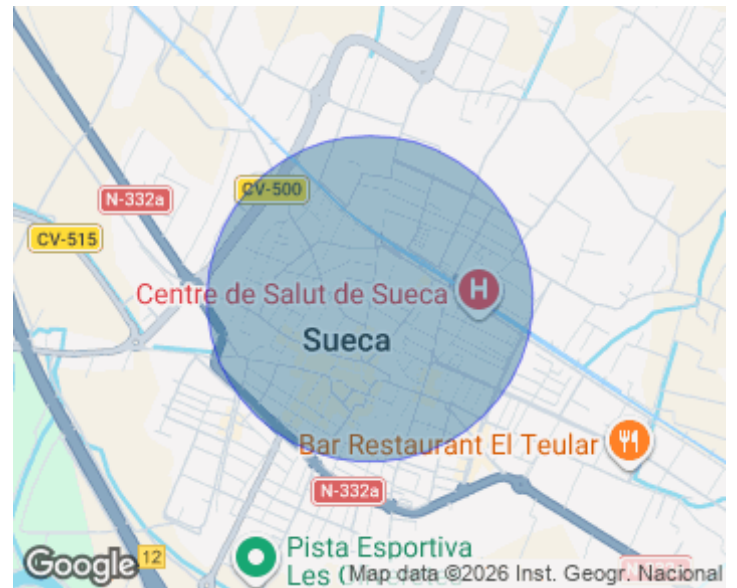 CV-500
N-332a
CV-515
Centre de Salut de Sueca
H
Sueca
Bar Restaurant El Teular
N-332a
Google
12
Pista Esportiva
Les
Map data ©2026 Inst. Geogr. Nacional